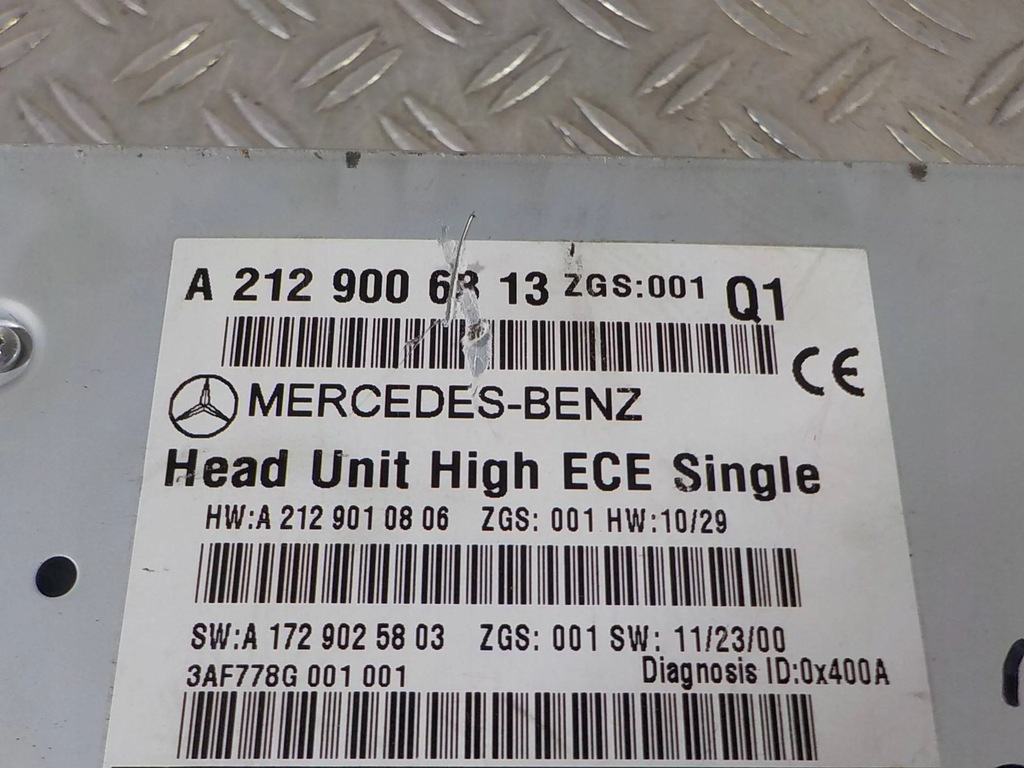 A 212 900 13 ZGS:001 Q1
CE
MERCEDES-BENZ
Head Unit High ECE Single
HW:A 212 901 08 06 ZGS: 001 HW:10/29
SW:A 172 902 58 03 ZGS: 001 SW: 11/23/00
3AF778G 001 001 Diagnosis ID:0x400A